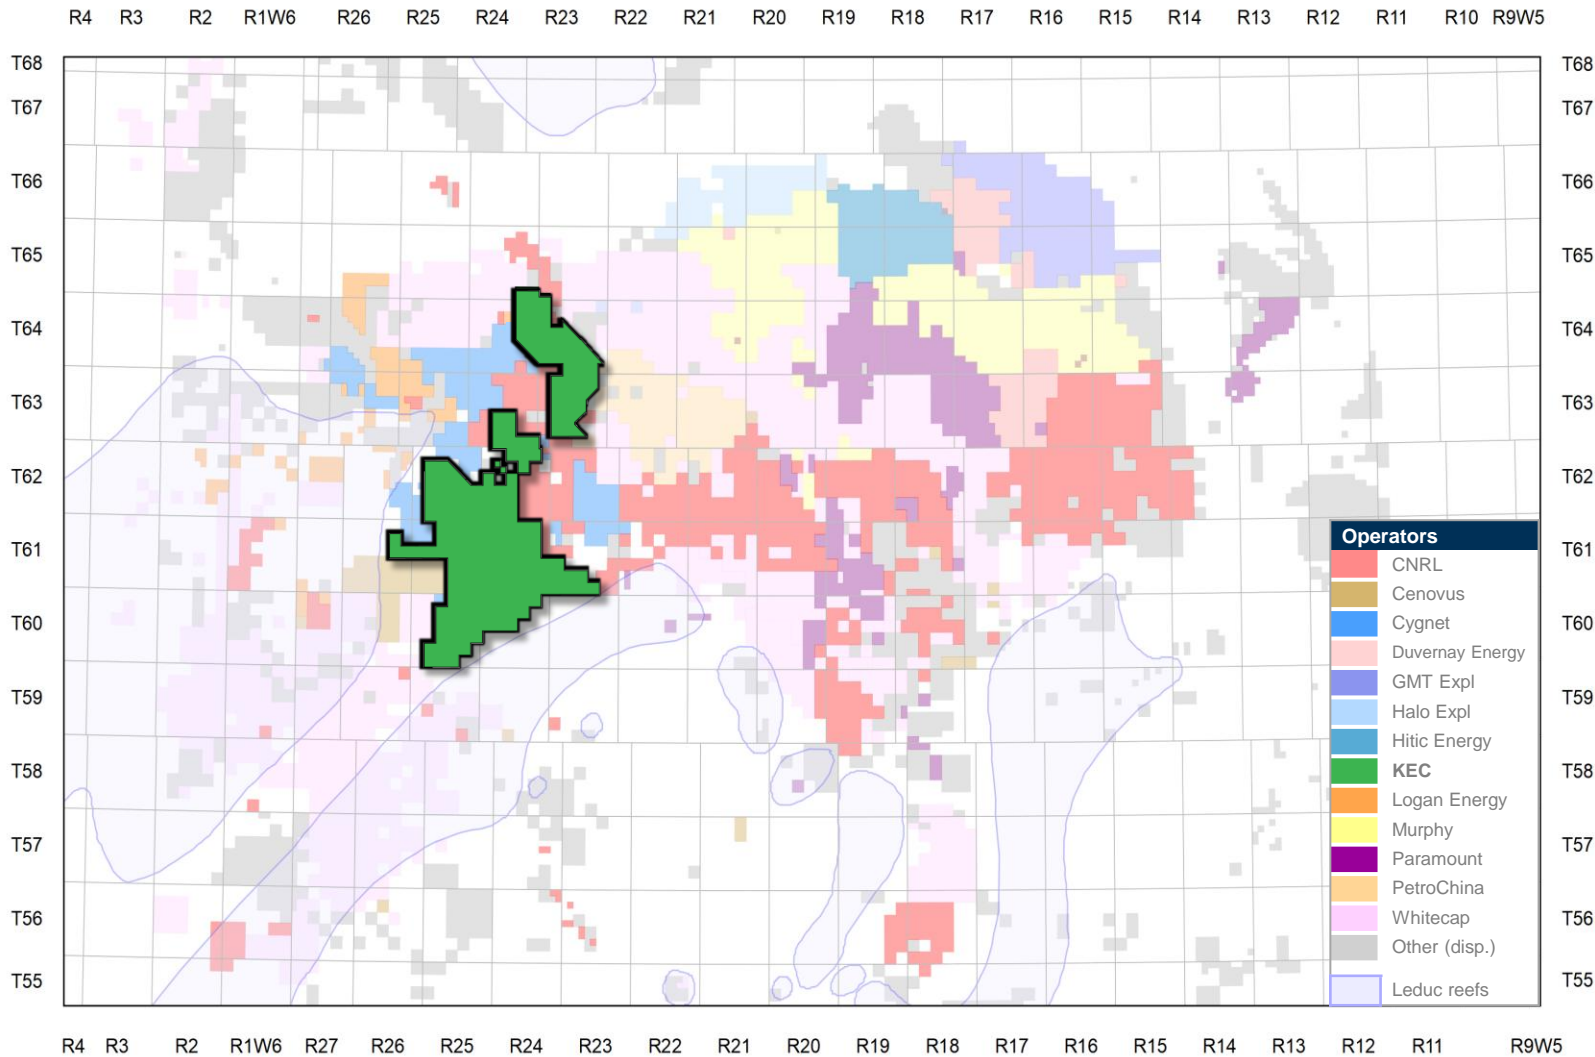 R4 R3 R2 R1W6 R26 R25 R24 R23 R22 R21 R20 R19 R18 R17 R16 R15 R14 R13 R12 R11 R10 R9W5
T68 T68
T67 T67
T66 T66
T65 T65
T64 T64
T63 T63
T62 T62
T61 T61
T60 T60
T59 T59
T58 T58
T57 T57
T56 T56
T55 T55
Operators
CNRL
Cenovus
Cygnet
Duvernay Energy
GMT Expl
Halo Expl
Hitic Energy
KEC
Logan Energy
Murphy
Paramount
PetroChina
Whitecap
Other (disp.)
Leduc reefs
R4 R3 R2 R1W6 R27 R26 R25 R24 R23 R22 R21 R20 R19 R18 R17 R16 R15 R14 R13 R12 R11 R9W5